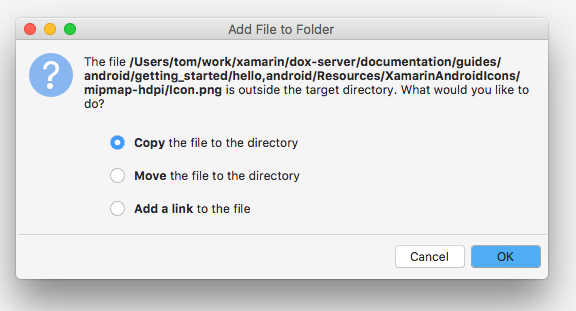 Add File to Folder
The file /Users/tom/work/xamarin/dox-server/documentation/guides/
android/getting_started/hello,android/Resources/XamarinAndroidIcons/
mipmap-hdpi/Icon.png is outside the target directory. What would you like to
do?
Copy the file to the directory
Move the file to the directory
Add a link to the file
Cancel OK